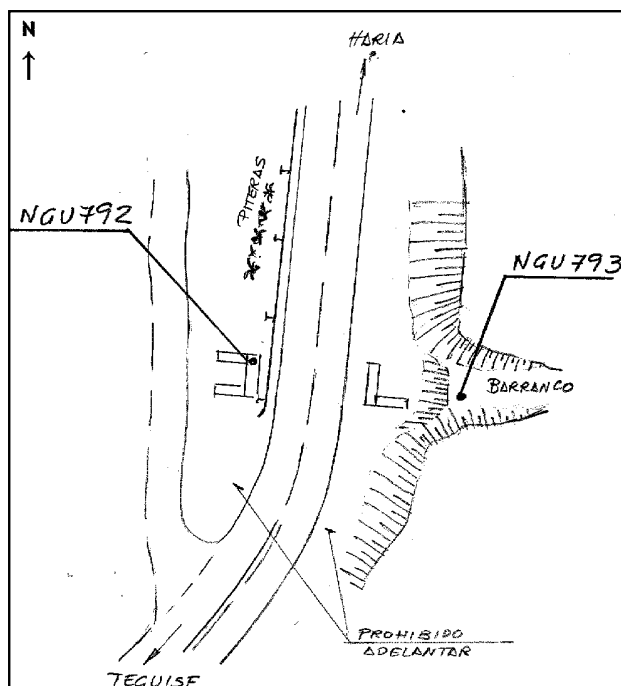 N
HARIA
PITERAS
NGU792
NGU793
BARRANCO
PROHIBIDO
ADELANTAR
TEGUISE